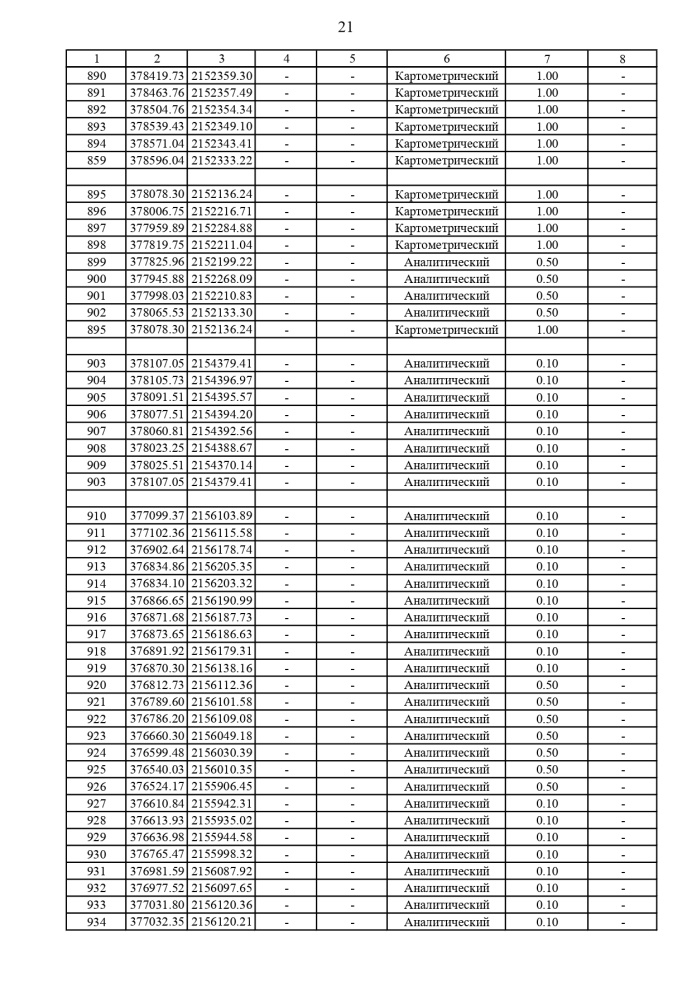 21
1 2 3 4 5 6 7 8
890 378419.73 2152359.30 - - Картометрический 1.00 -
891 378463.76 2152357.49 - - Картометрический 1.00 -
892 378504.76 2152354.34 - - Картометрический 1.00 -
893 378539.43 2152349.10 - - Картометрический 1.00 -
894 378571.04 2152343.41 - - Картометрический 1.00 -
859 378596.04 2152333.22 - - Картометрический 1.00 -
895 378078.30 2152136.24 - - Картометрический 1.00 -
896 378006.75 2152216.71 - - Картометрический 1.00 -
897 377959.89 2152284.88 - - Картометрический 1.00 -
898 377819.75 2152211.04 - - Картометрический 1.00 -
899 377825.96 2152199.22 - - Аналитический 0.50 -
900 377945.88 2152268.09 - - Аналитический 0.50 -
901 377998.03 2152210.83 - - Аналитический 0.50 -
902 378065.53 2152133.30 - - Аналитический 0.50 -
895 378078.30 2152136.24 - - Картометрический 1.00 -
903 378107.05 2154379.41 - - Аналитический 0.10 -
904 378105.73 2154396.97 - - Аналитический 0.10 -
905 378091.51 2154395.57 - - Аналитический 0.10 -
906 378077.51 2154394.20 - - Аналитический 0.10 -
907 378060.81 2154392.56 - - Аналитический 0.10 -
908 378023.25 2154388.67 - - Аналитический 0.10 -
909 378025.51 2154370.14 - - Аналитический 0.10 -
903 378107.05 2154379.41 - - Аналитический 0.10 -
910 377099.37 2156103.89 - - Аналитический 0.10 -
911 377102.36 2156115.58 - - Аналитический 0.10 -
912 376902.64 2156178.74 - - Аналитический 0.10 -
913 376834.86 2156205.35 - - Аналитический 0.10 -
914 376834.10 2156203.32 - - Аналитический 0.10 -
915 376866.65 2156190.99 - - Аналитический 0.10 -
916 376871.68 2156187.73 - - Аналитический 0.10 -
917 376873.65 2156186.63 - - Аналитический 0.10 -
918 376891.92 2156179.31 - - Аналитический 0.10 -
919 376870.30 2156138.16 - - Аналитический 0.10 -
920 376812.73 2156112.36 - - Аналитический 0.50 -
921 376789.60 2156101.58 - - Аналитический 0.50 -
922 376786.20 2156109.08 - - Аналитический 0.50 -
923 376660.30 2156049.18 - - Аналитический 0.50 -
924 376599.48 2156030.39 - - Аналитический 0.50 -
925 376540.03 2156010.35 - - Аналитический 0.50 -
926 376524.17 2155906.45 - - Аналитический 0.50 -
927 376610.84 2155942.31 - - Аналитический 0.10 -
928 376613.93 2155935.02 - - Аналитический 0.10 -
929 376636.98 2155944.58 - - Аналитический 0.10 -
930 376765.47 2155998.32 - - Аналитический 0.10 -
931 376981.59 2156087.92 - - Аналитический 0.10 -
932 376977.52 2156097.65 - - Аналитический 0.10 -
933 377031.80 2156120.36 - - Аналитический 0.10 -
934 377032.35 2156120.21 - - Аналитический 0.10 -